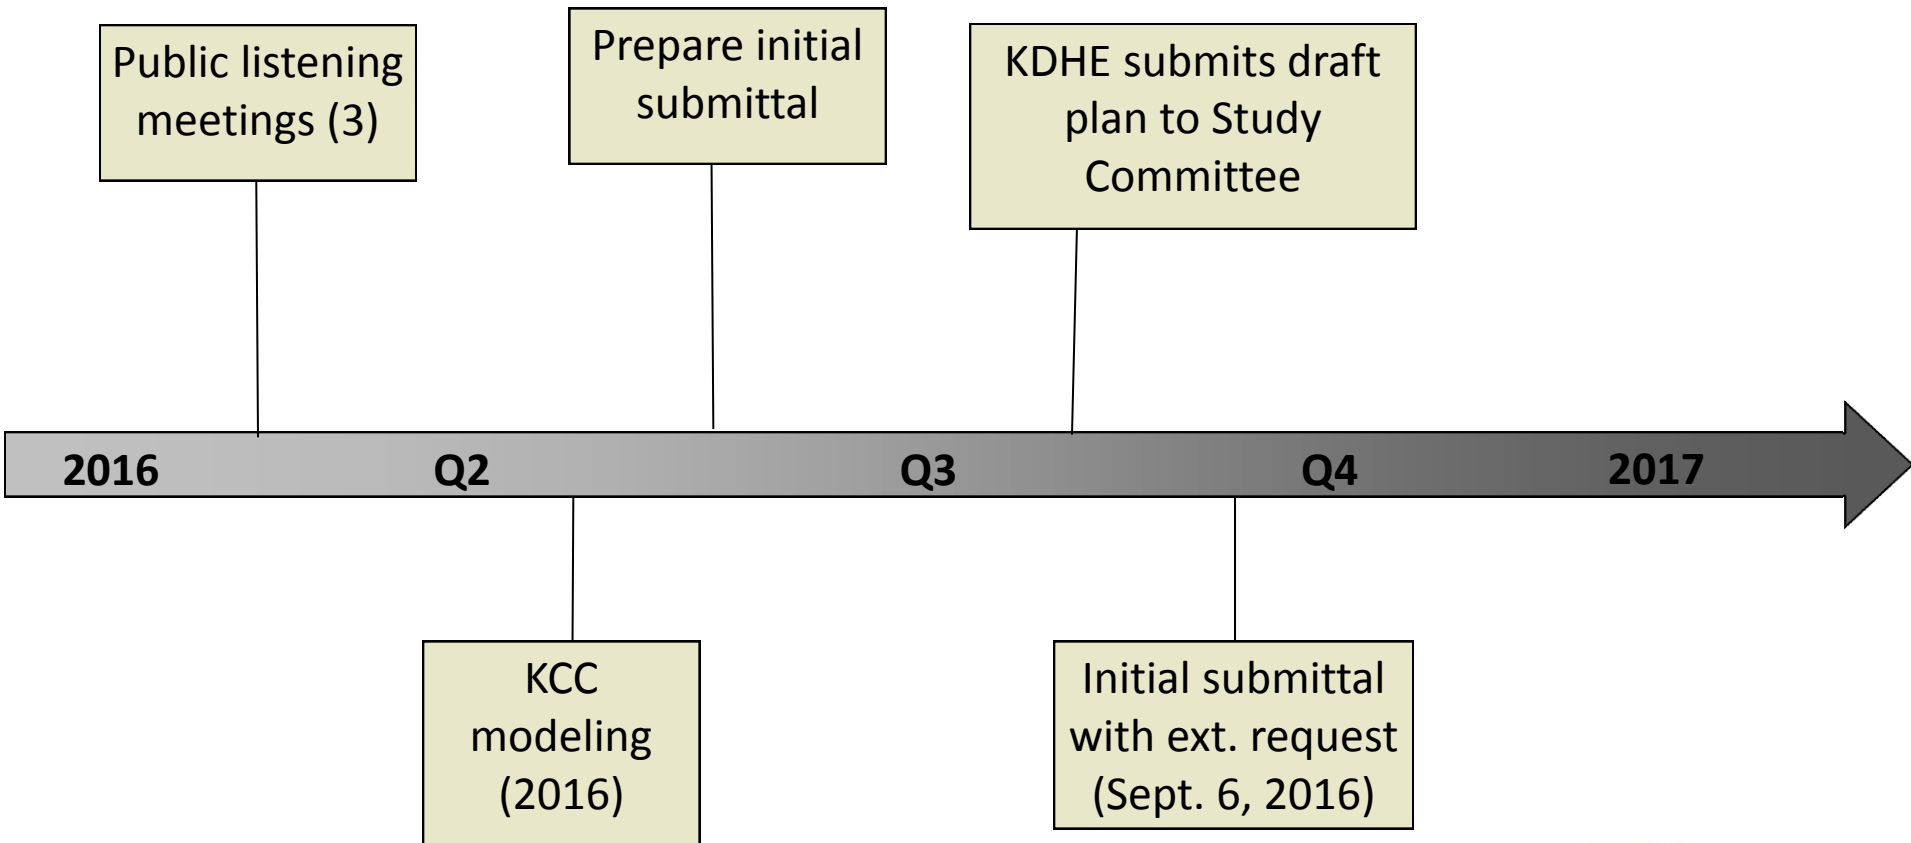 Public listening
meetings (3)
Prepare initial
submittal
KDHE submits draft
plan to Study
Committee
2016 Q2 Q3 Q4 2017
KCC
modeling
(2016)
Initial submittal
with ext. request
(Sept. 6, 2016)